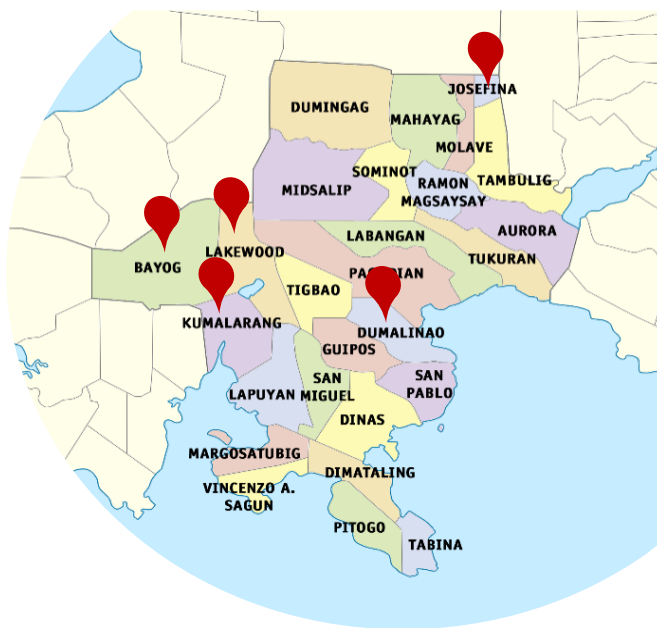 JOSEFINA
DUMINGAG
MAHAYAG
MOLAVE
SOMINOT
MIDSALIP
RAMON
MAGSAYSAY
TAMBULIG
AURORA
LABANGAN
LAKEWOOD
TUKURAN
BAYOG
TIGBAO
KUMALARANG
DUMALINAO
GUIPOS
SAN
PABLO
LAPUYAN
SAN
MIGUEL
DINAS
MARGOSATUBIG
DIMATALING
VINCENZO A.
SAGUN
PITOGO
TABINA